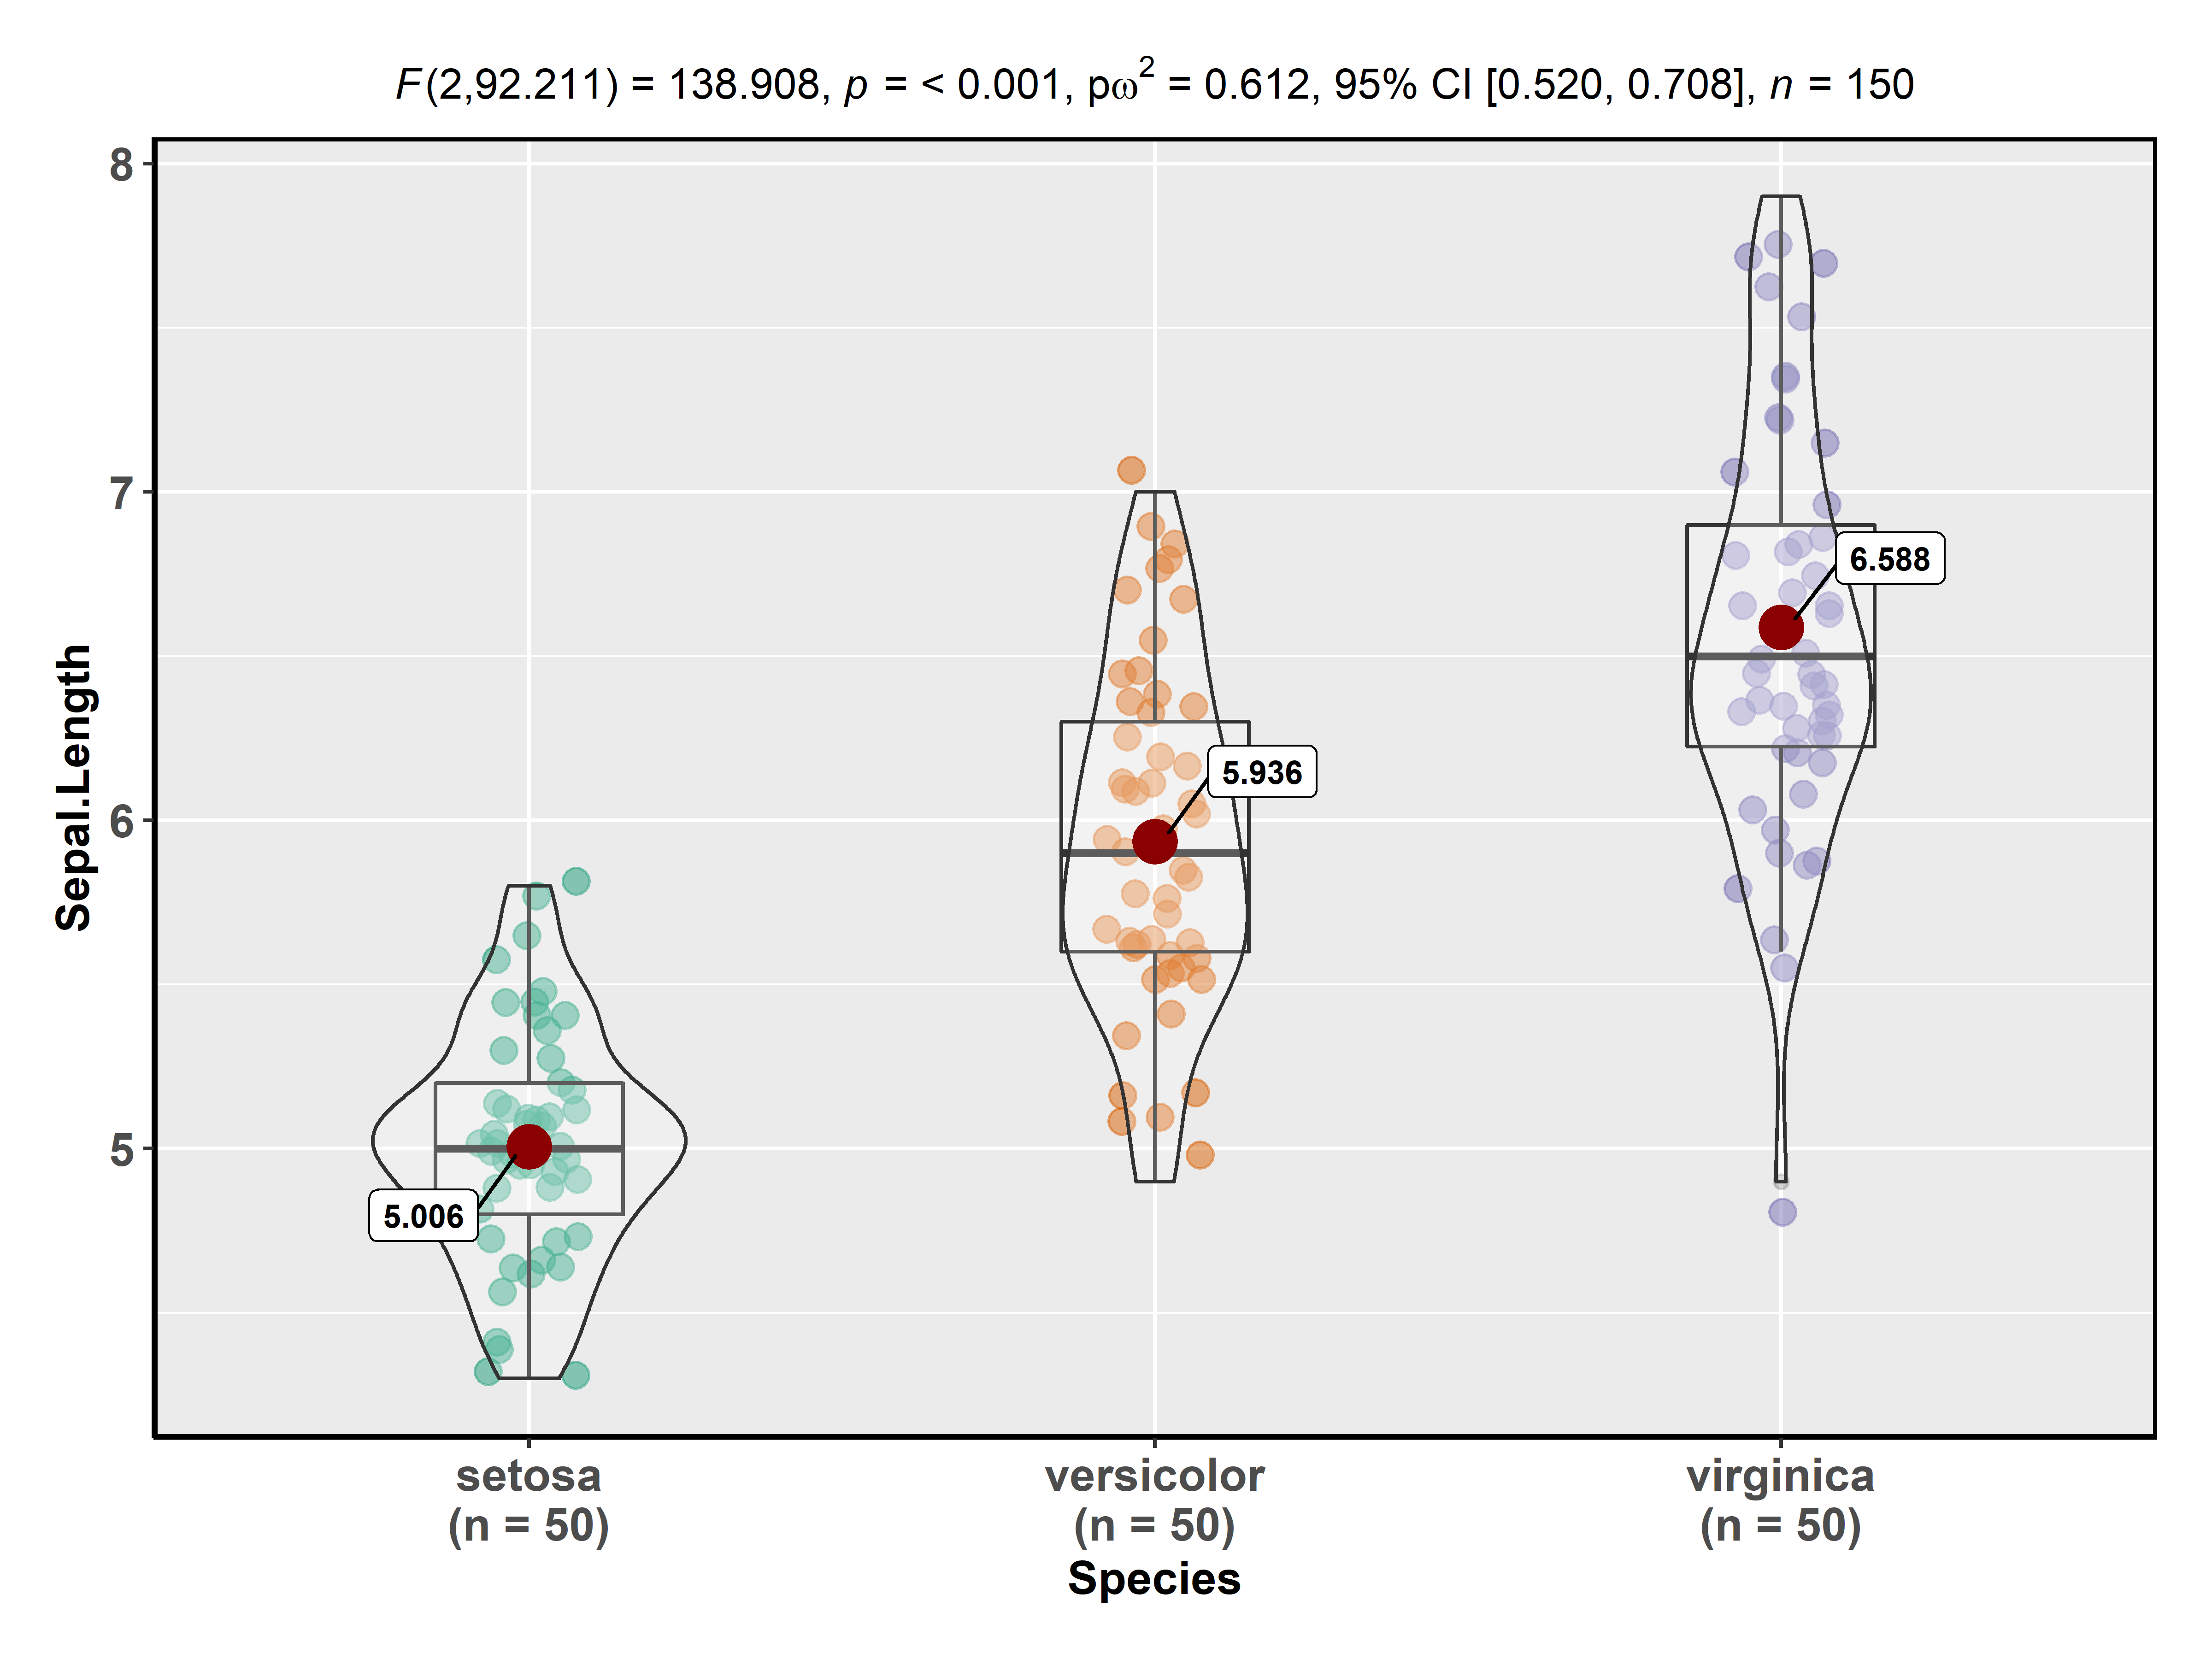 F(2,92.211) = 138.908, p = < 0.001, pω² = 0.612, 95% CI [0.520, 0.708], n = 150
8
7
6
5
Sepal.Length
6.588
5.936
5.006
setosa
(n = 50)
versicolor
(n = 50)
virginica
(n = 50)
Species